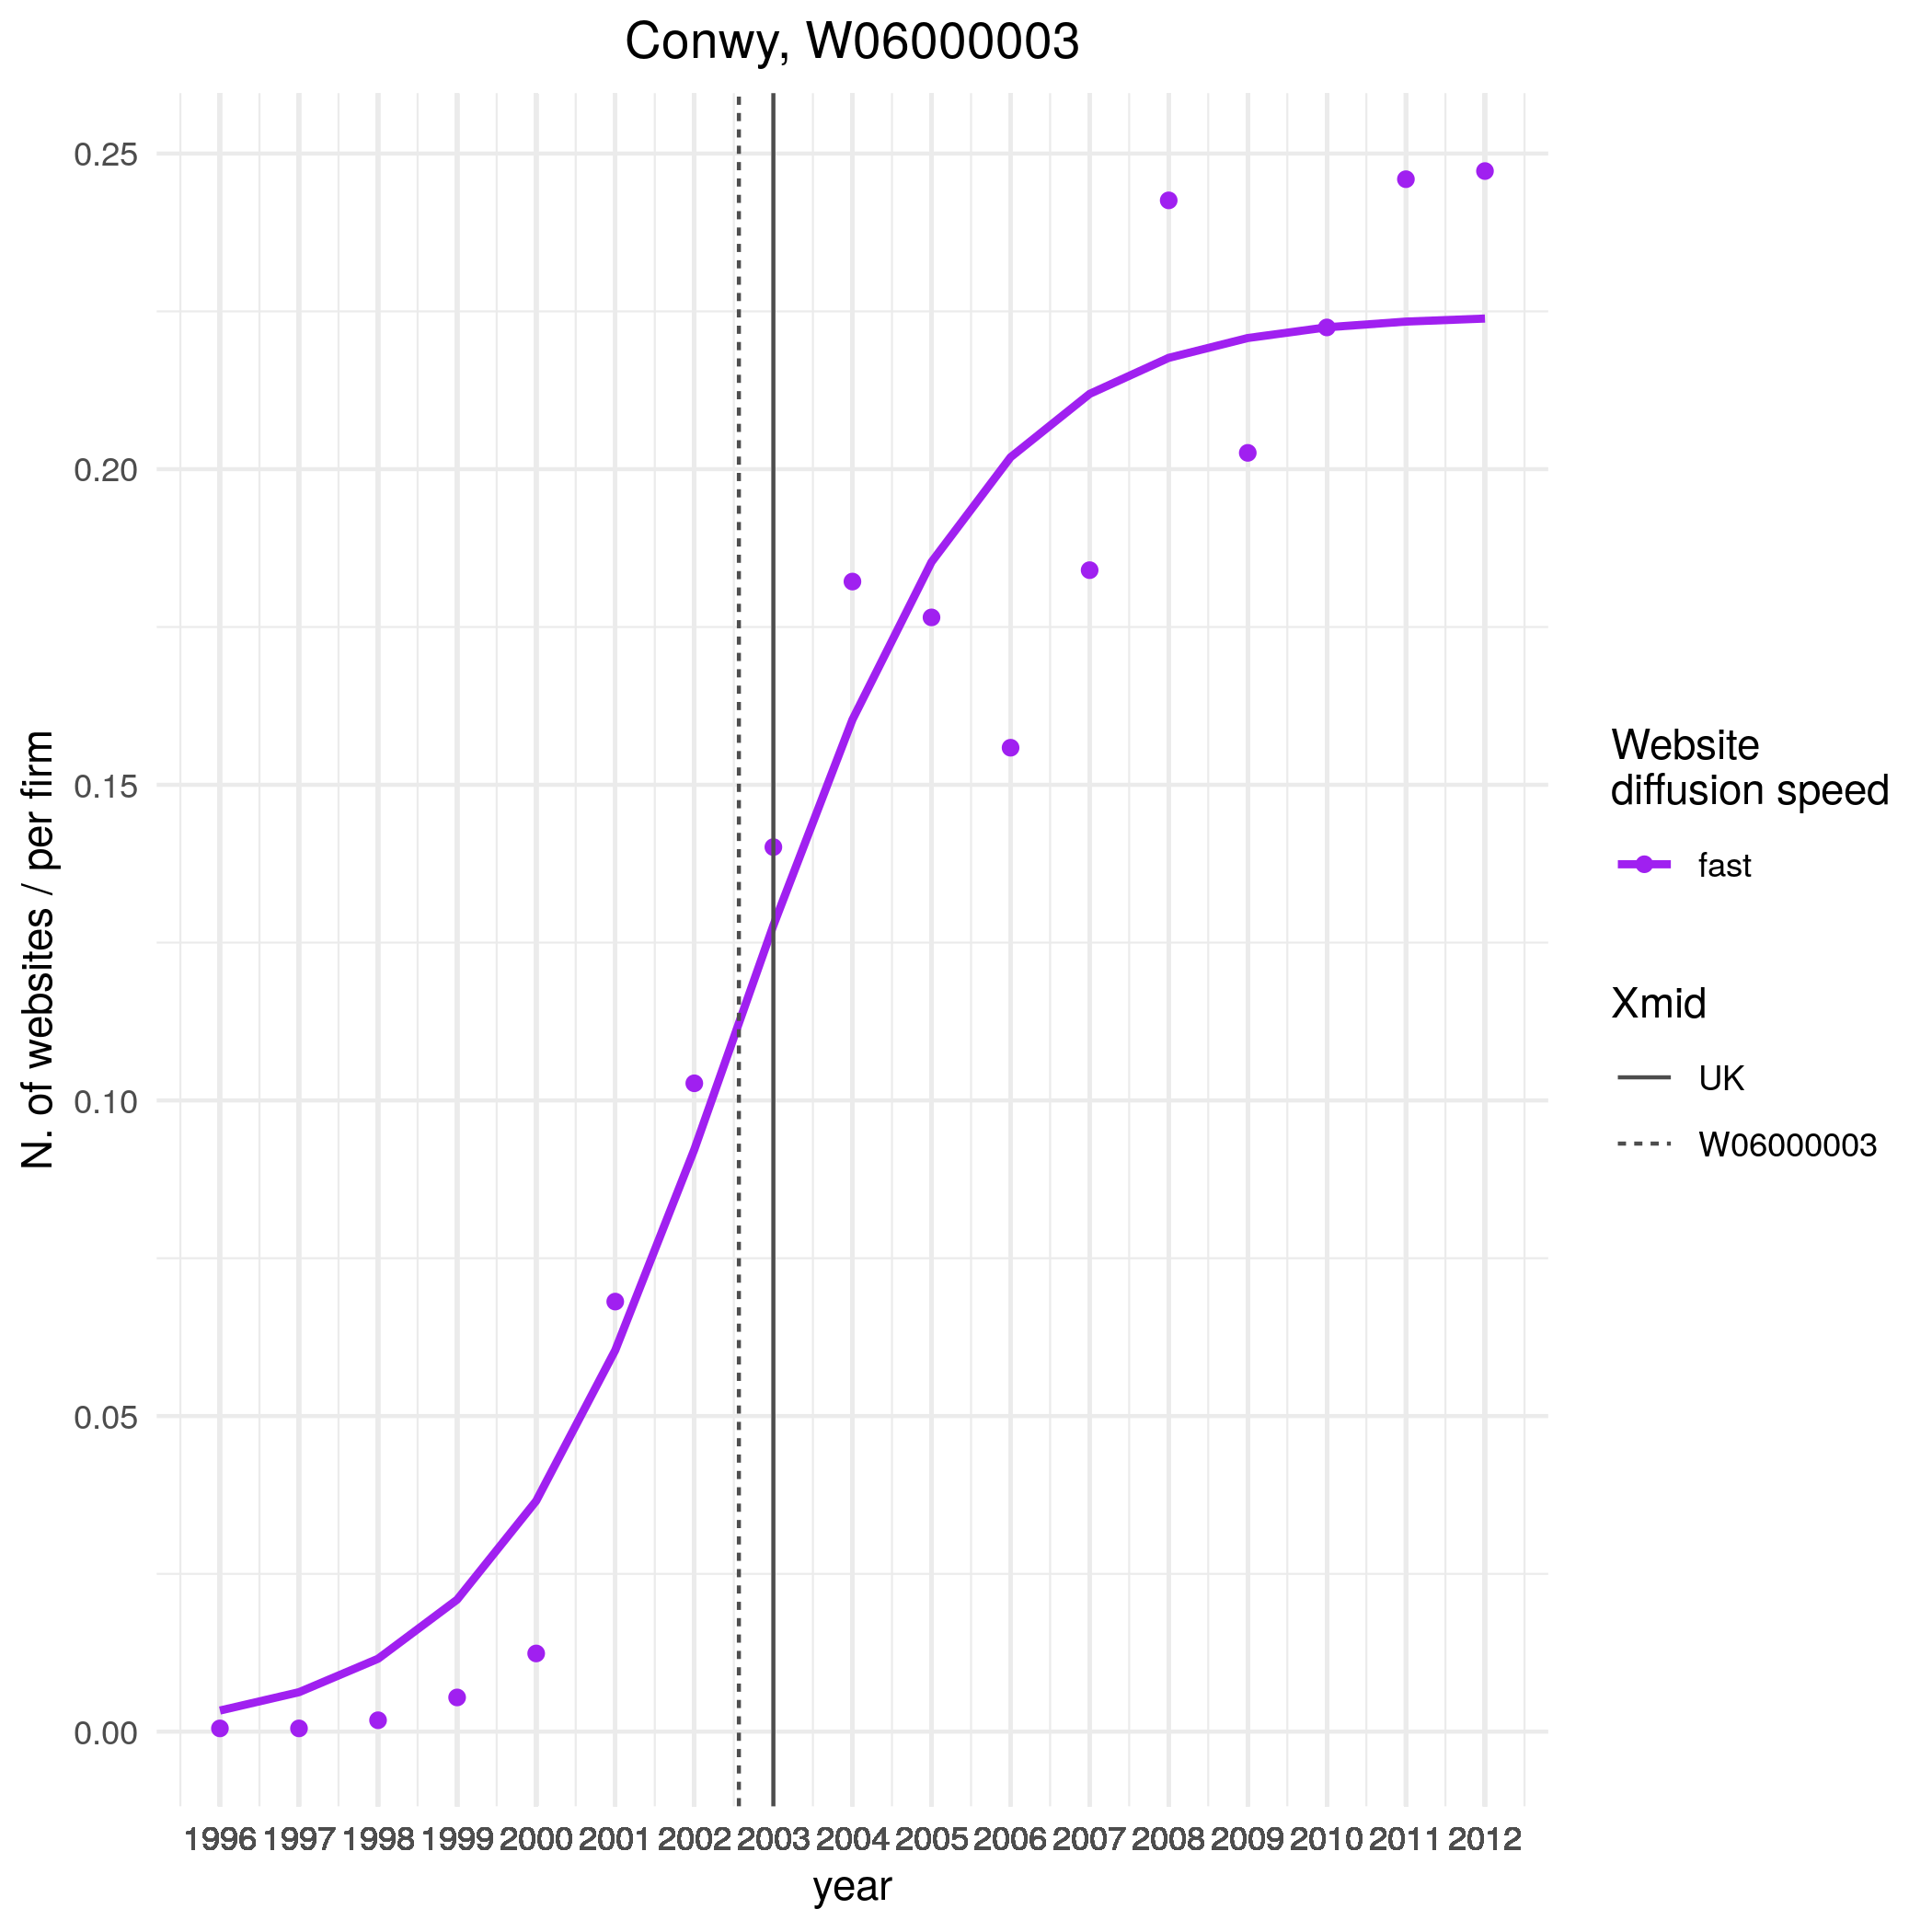 Conwy, W06000003
0.25
0.20
0.15
0.10
0.05
0.00
N. of websites / per firm
1996 1997 1998 1999 2000 2001 2002 2003 2004 2005 2006 2007 2008 2009 2010 2011 2012
year
Website
diffusion speed
fast
Xmid
UK
W06000003